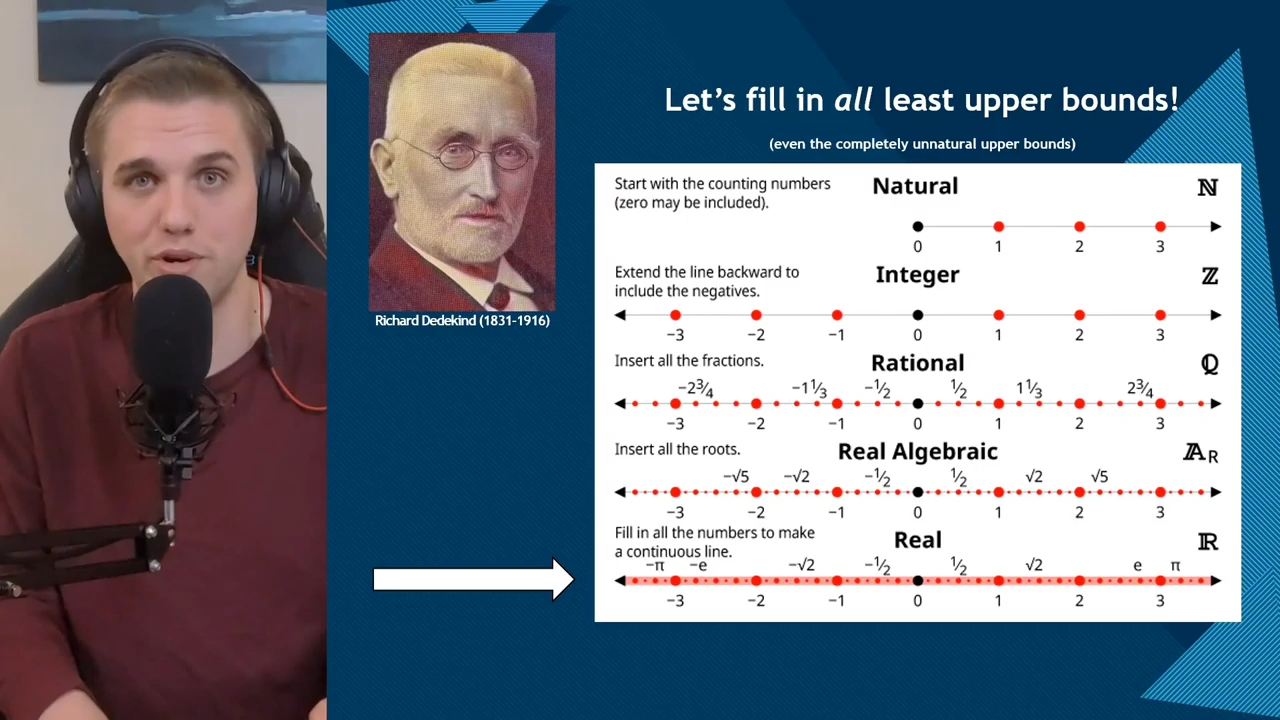 Let's fill in all least upper bounds!
(even the completely unnatural upper bounds)
Richard Dedekind (1831-1916)
Start with the counting numbers
(zero may be included).
Natural
ℕ
0 1 2 3
Extend the line backward to
include the negatives.
Integer
ℤ
−3 −2 −1 0 1 2 3
Insert all the fractions.
Rational
ℚ
−2¾ −1⅓ −½ ½ 1⅓ 2¾
−3 −2 −1 0 1 2 3
Insert all the roots.
Real Algebraic
𝔸R
−√5 −√2 −½ ½ √2 √5
−3 −2 −1 0 1 2 3
Fill in all the numbers to make
a continuous line.
Real
ℝ
−π −e −√2 −½ ½ √2 e π
−3 −2 −1 0 1 2 3